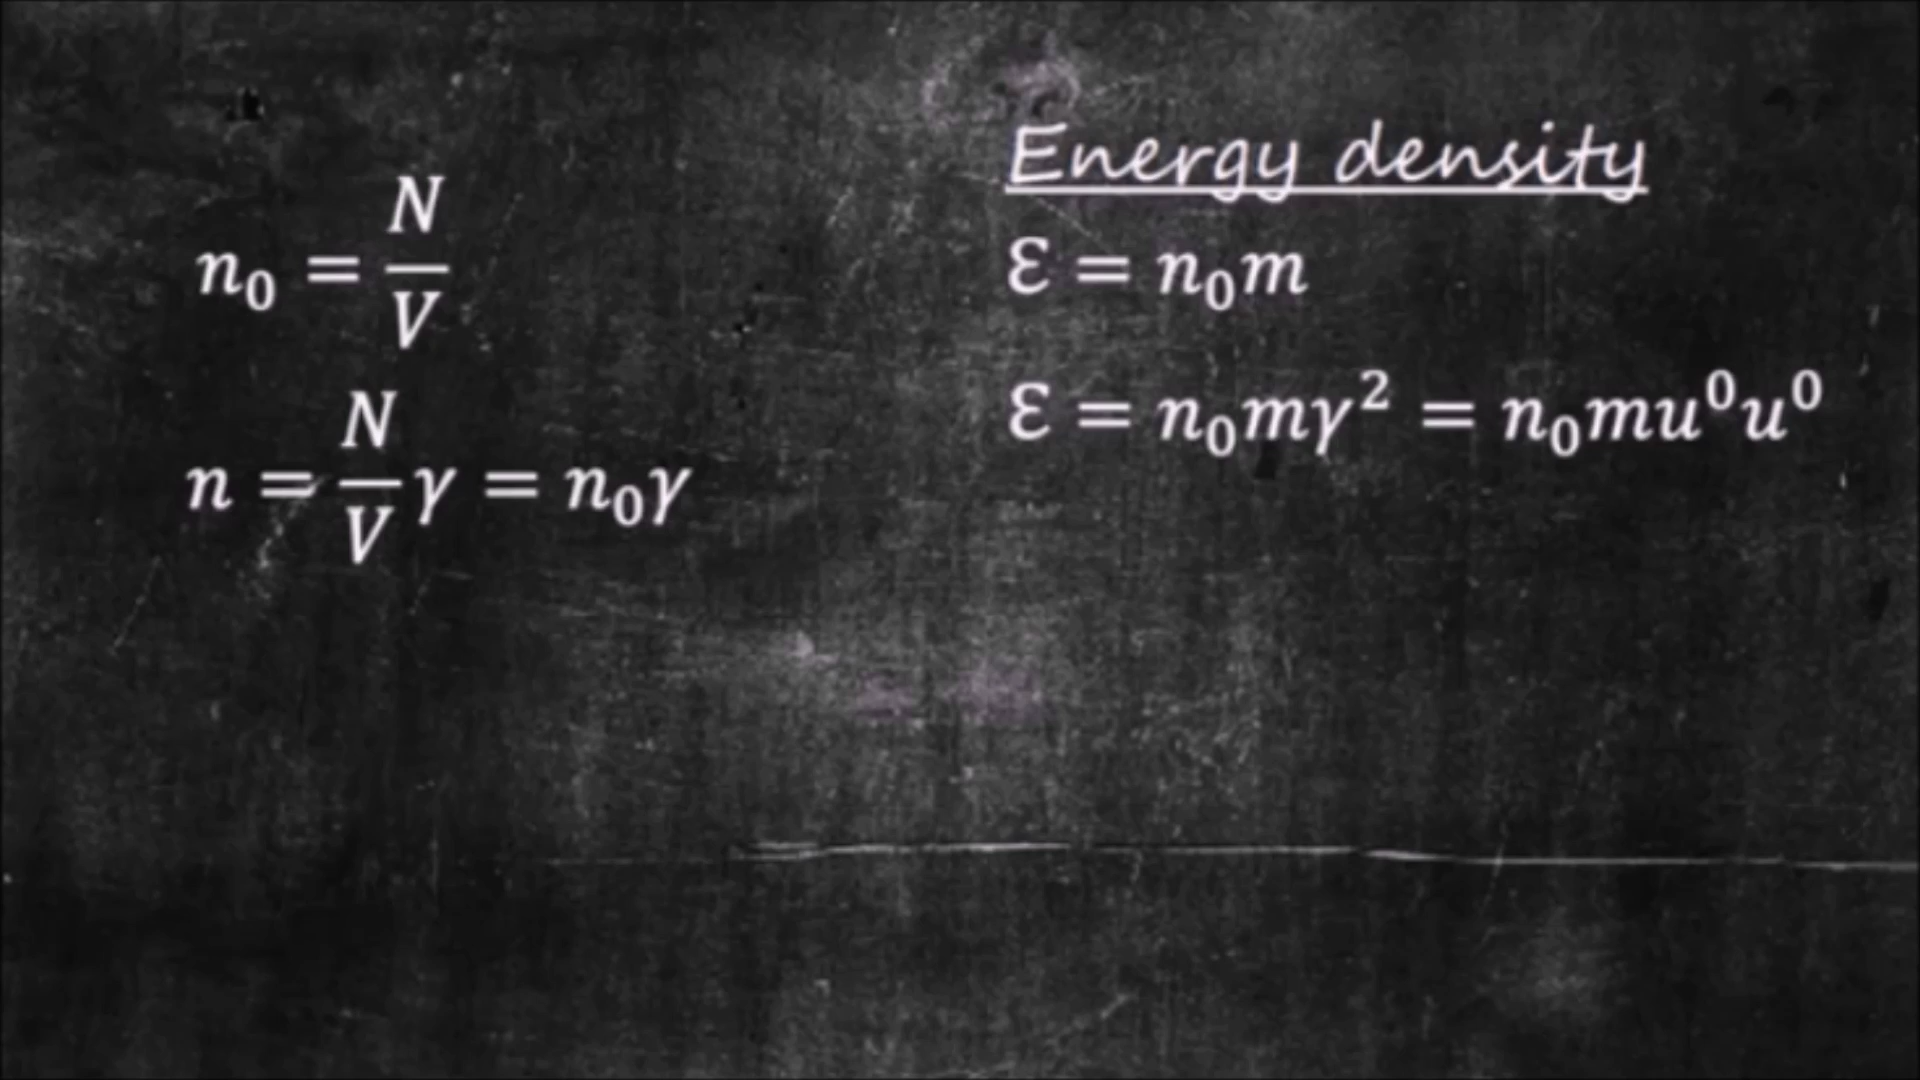 n₀ = N/V
n = N/V γ = n₀γ
Energy density
Ɛ = n₀m
Ɛ = n₀mγ² = n₀mu⁰u⁰